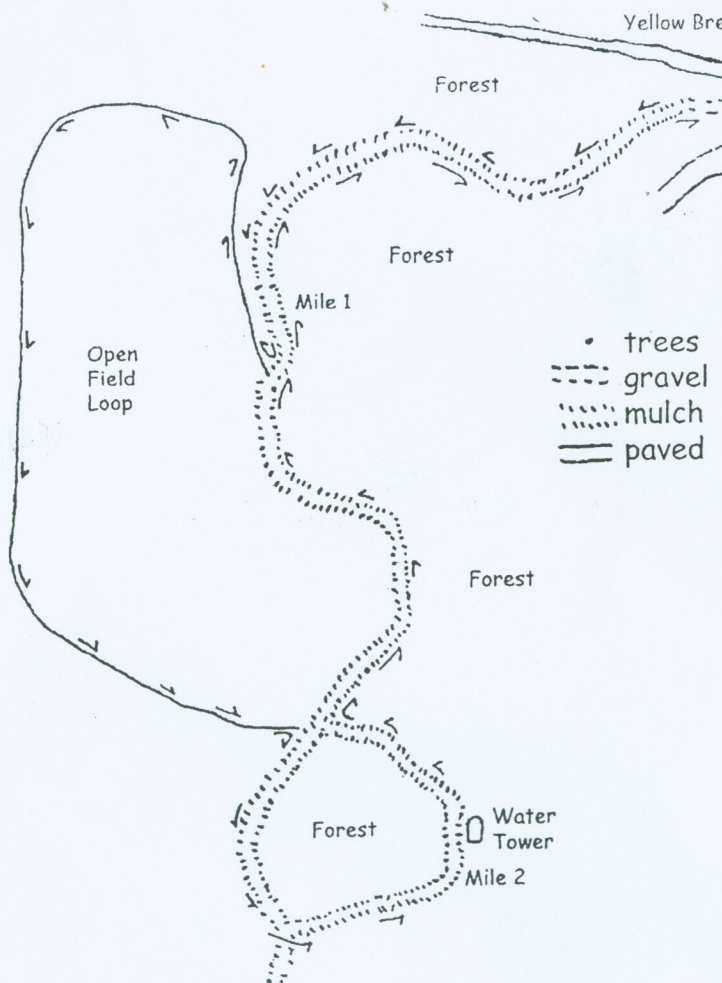 Yellow Bre
Forest
Forest
Mile 1
Open
Field
Loop
trees
gravel
mulch
paved
Forest
Forest
Water
Tower
Mile 2